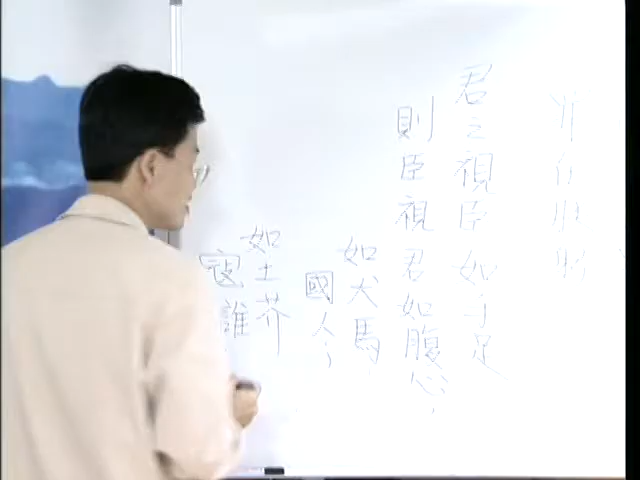 君之視臣如手足
則臣視君如腹心
如犬馬
國人
如土芥
寇誰